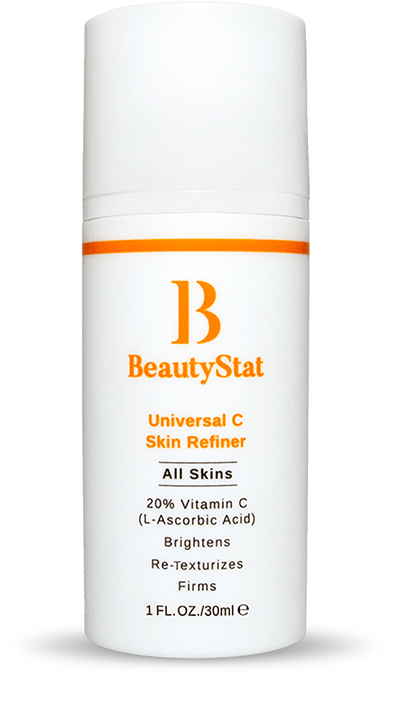 B
BeautyStat
Universal C
Skin Refiner
All Skins
20% Vitamin C
(L-Ascorbic Acid)
Brightens
Re-Texturizes
Firms
1 FL.OZ./30ml ℮